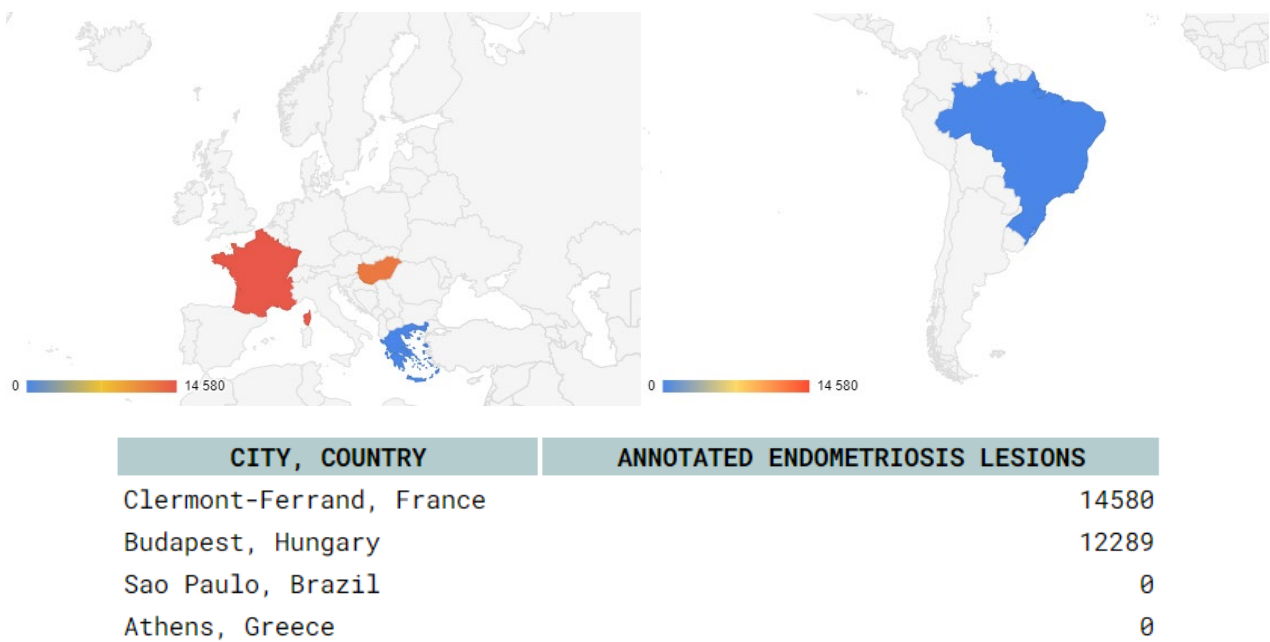 0 14 580 0 14 580
CITY, COUNTRY ANNOTATED ENDOMETRIOSIS LESIONS
Clermont-Ferrand, France 14580
Budapest, Hungary 12289
Sao Paulo, Brazil 0
Athens, Greece 0